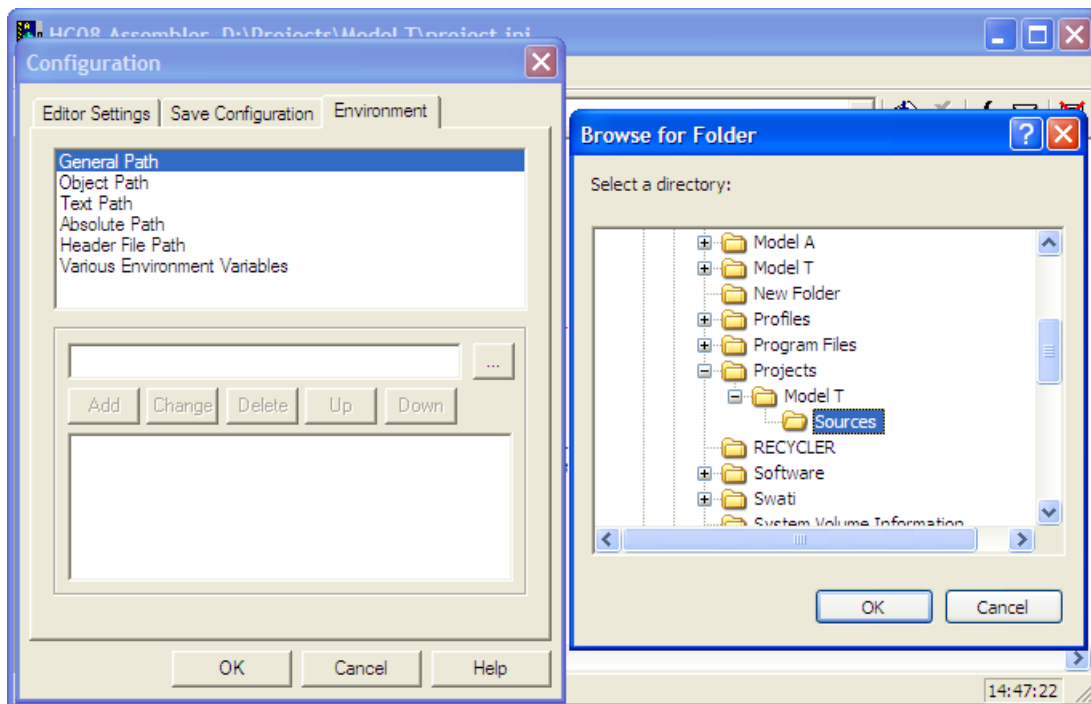 HC08 Assembler D:\Projects\Model T\project.ini
Configuration
Editor Settings Save Configuration Environment
General Path
Object Path
Text Path
Absolute Path
Header File Path
Various Environment Variables
...
Add Change Delete Up Down
OK Cancel Help
Browse for Folder
Select a directory:
Model A
Model T
New Folder
Profiles
Program Files
Projects
Model T
Sources
RECYCLER
Software
Swati
System Volume Information
OK Cancel
14:47:22